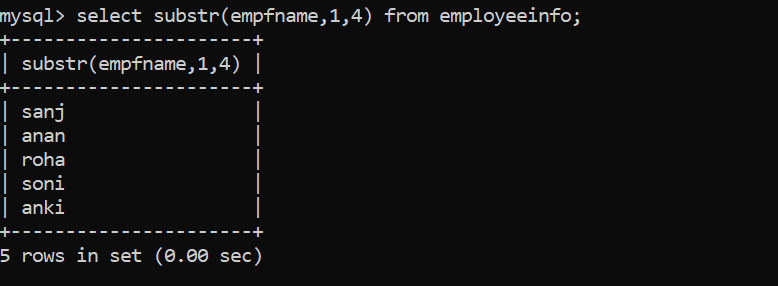 mysql> select substr(empfname,1,4) from employeeinfo;
+----------------------+
| substr(empfname,1,4) |
+----------------------+
| sanj                 |
| anan                 |
| roha                 |
| soni                 |
| anki                 |
+----------------------+
5 rows in set (0.00 sec)